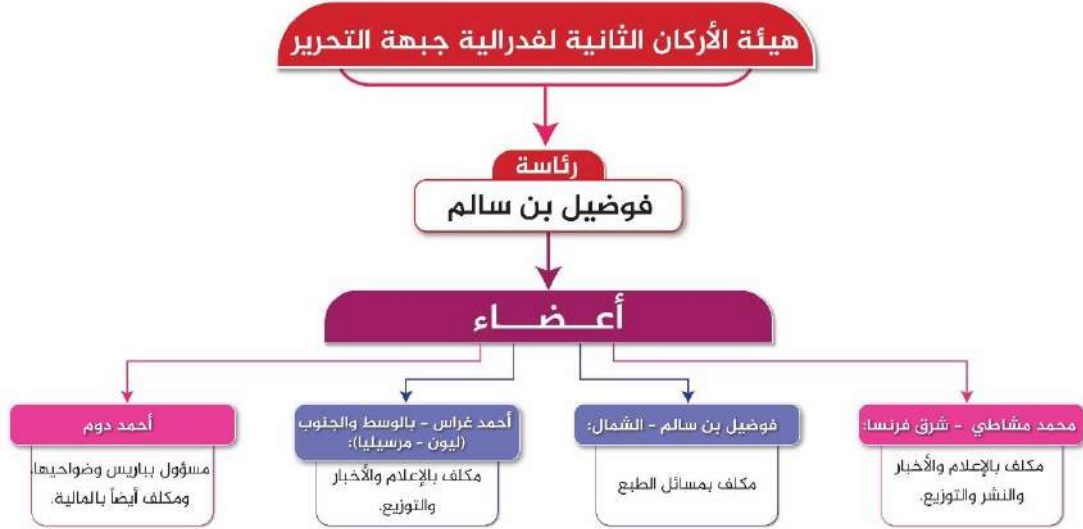 هيئة الأركان الثانية لفدرالية جبهة التحرير
رئاسة
فوضيل بن سالم
أعـــضـــاء
محمد مشاطي - شرق فرنسا:
مكلف بالإعلام والأخبار
والنشر والتوزيع.
فوضيل بن سالم - الشمال:
مكلف بمسائل الطبع
أحمد غراس - بالوسط والجنوب
(ليون - مرسيليا):
مكلف بالإعلام والأخبار
والتوزيع.
أحمد دوم
مسؤول بباريس وضواحيها،
ومكلف أيضاً بالمالية.